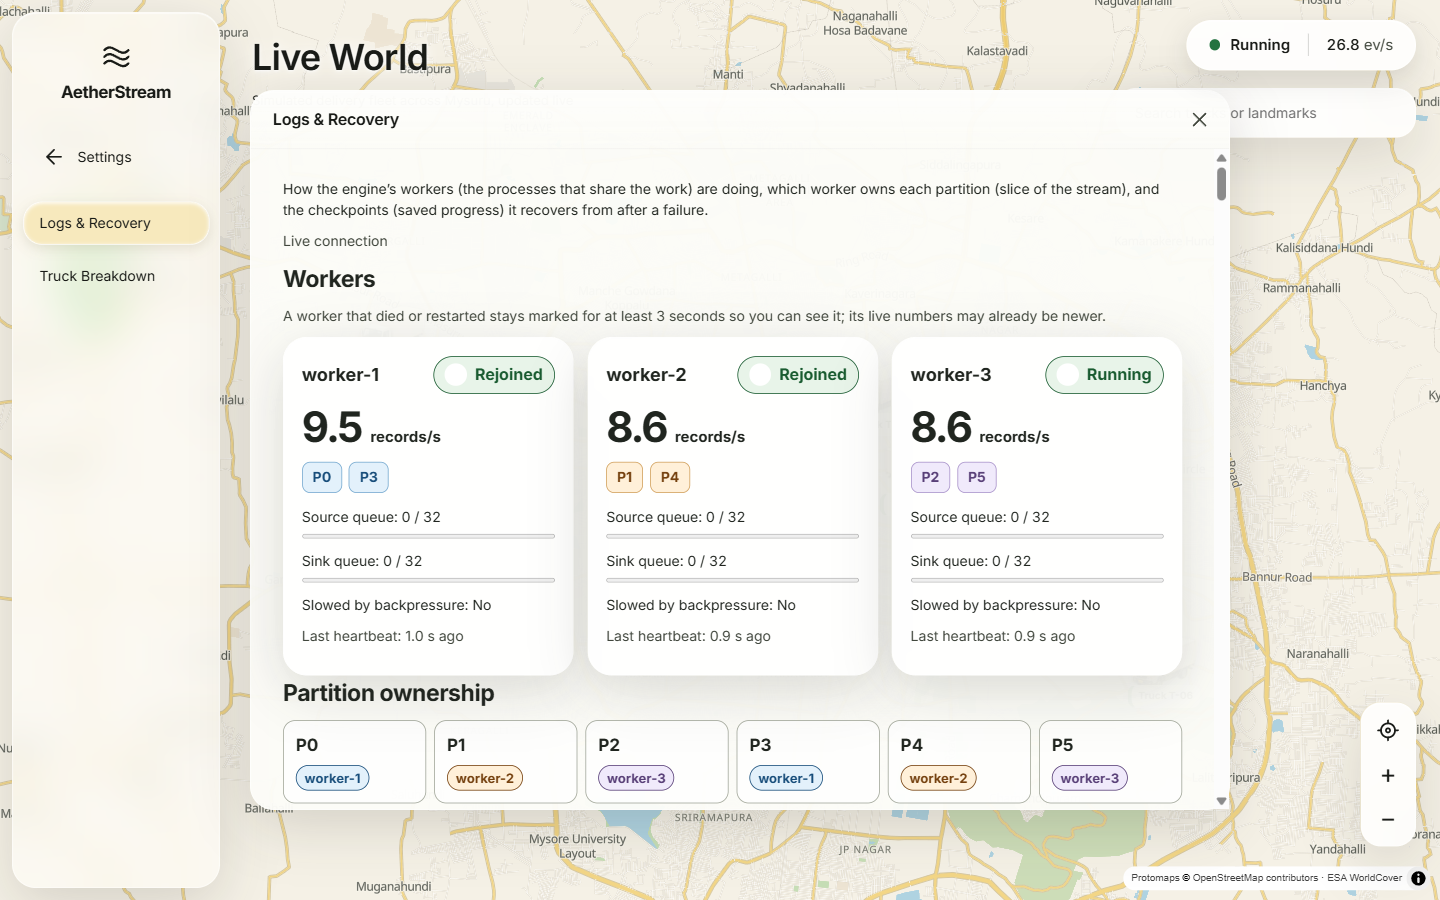 AetherStream
Settings
Logs & Recovery
Truck Breakdown
Live World
Running
26.8 ev/s
or landmarks
Logs & Recovery
How the engine's workers (the processes that share the work) are doing, which worker owns each partition (slice of the stream), and
the checkpoints (saved progress) it recovers from after a failure.
Live connection
Workers
A worker that died or restarted stays marked for at least 3 seconds so you can see it; its live numbers may already be newer.
worker-1
Rejoined
9.5 records/s
P0 P3
Source queue: 0 / 32
Sink queue: 0 / 32
Slowed by backpressure: No
Last heartbeat: 1.0 s ago
worker-2
Rejoined
8.6 records/s
P1 P4
Source queue: 0 / 32
Sink queue: 0 / 32
Slowed by backpressure: No
Last heartbeat: 0.9 s ago
worker-3
Running
8.6 records/s
P2 P5
Source queue: 0 / 32
Sink queue: 0 / 32
Slowed by backpressure: No
Last heartbeat: 0.9 s ago
Partition ownership
P0
worker-1
P1
worker-2
P2
worker-3
P3
worker-1
P4
worker-2
P5
worker-3
Naganahalli
Hosa Badavane
Kalastavadi
Manti
Shyadanahalli
Kalisiddana Hundi
Rammanahalli
Hanchya
Road
Bannur Road
Naranahalli
SRIRAMAPURA
Mysore University
Layout
JP NAGAR
Yandahalli
Muganahundi
Protomaps © OpenStreetMap contributors · ESA WorldCover